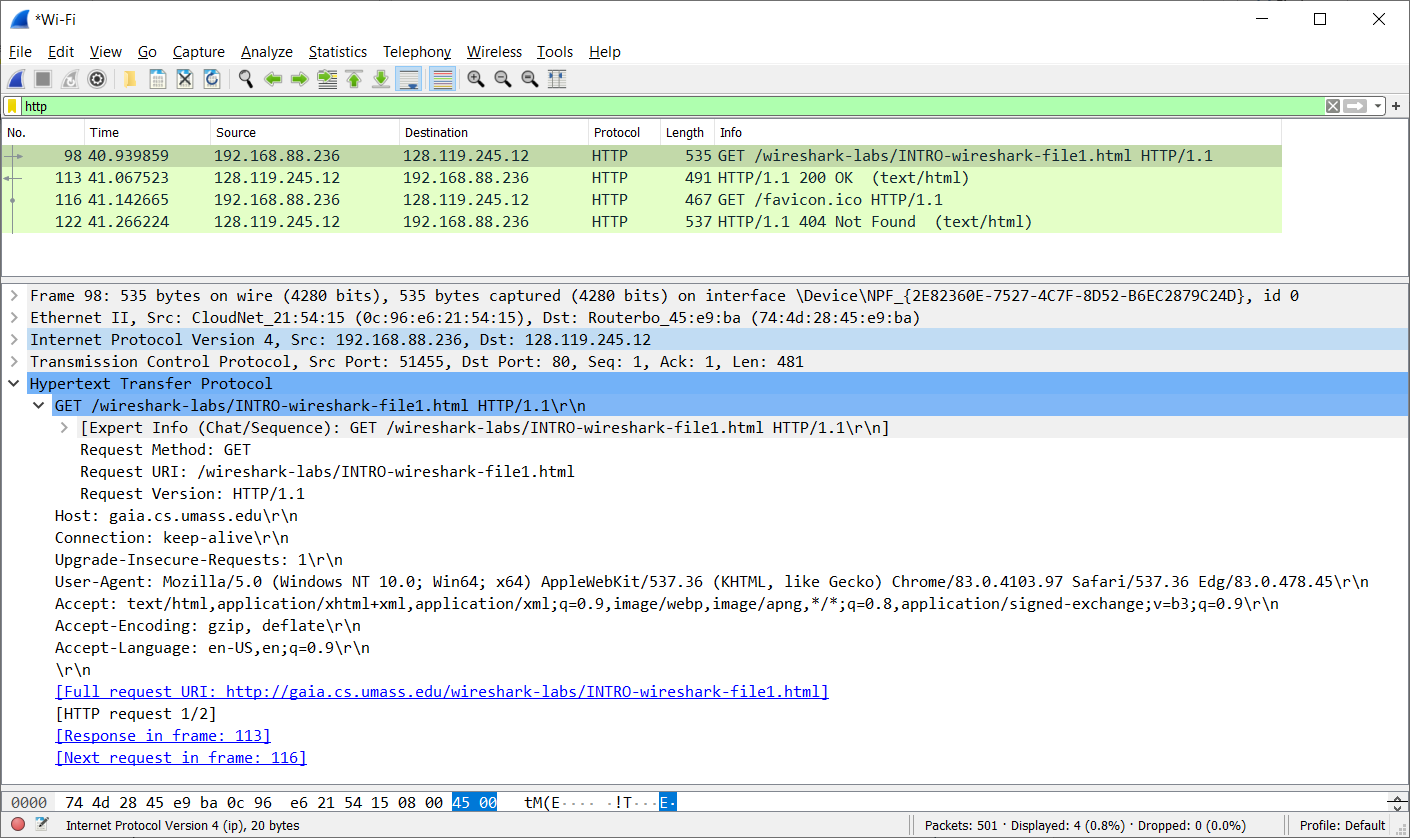 *Wi-Fi
File Edit View Go Capture Analyze Statistics Telephony Wireless Tools Help
http
No. Time Source Destination Protocol Length Info
98 40.939859 192.168.88.236 128.119.245.12 HTTP 535 GET /wireshark-labs/INTRO-wireshark-file1.html HTTP/1.1
113 41.067523 128.119.245.12 192.168.88.236 HTTP 491 HTTP/1.1 200 OK (text/html)
116 41.142665 192.168.88.236 128.119.245.12 HTTP 467 GET /favicon.ico HTTP/1.1
122 41.266224 128.119.245.12 192.168.88.236 HTTP 537 HTTP/1.1 404 Not Found (text/html)
Frame 98: 535 bytes on wire (4280 bits), 535 bytes captured (4280 bits) on interface \Device\NPF_{2E82360E-7527-4C7F-8D52-B6EC2879C24D}, id 0
Ethernet II, Src: CloudNet_21:54:15 (0c:96:e6:21:54:15), Dst: Routerbo_45:e9:ba (74:4d:28:45:e9:ba)
Internet Protocol Version 4, Src: 192.168.88.236, Dst: 128.119.245.12
Transmission Control Protocol, Src Port: 51455, Dst Port: 80, Seq: 1, Ack: 1, Len: 481
Hypertext Transfer Protocol
GET /wireshark-labs/INTRO-wireshark-file1.html HTTP/1.1\r\n
[Expert Info (Chat/Sequence): GET /wireshark-labs/INTRO-wireshark-file1.html HTTP/1.1\r\n]
Request Method: GET
Request URI: /wireshark-labs/INTRO-wireshark-file1.html
Request Version: HTTP/1.1
Host: gaia.cs.umass.edu\r\n
Connection: keep-alive\r\n
Upgrade-Insecure-Requests: 1\r\n
User-Agent: Mozilla/5.0 (Windows NT 10.0; Win64; x64) AppleWebKit/537.36 (KHTML, like Gecko) Chrome/83.0.4103.97 Safari/537.36 Edg/83.0.478.45\r\n
Accept: text/html,application/xhtml+xml,application/xml;q=0.9,image/webp,image/apng,*/*;q=0.8,application/signed-exchange;v=b3;q=0.9\r\n
Accept-Encoding: gzip, deflate\r\n
Accept-Language: en-US,en;q=0.9\r\n
\r\n
[Full request URI: http://gaia.cs.umass.edu/wireshark-labs/INTRO-wireshark-file1.html]
[HTTP request 1/2]
[Response in frame: 113]
[Next request in frame: 116]
0000 74 4d 28 45 e9 ba 0c 96 e6 21 54 15 08 00 45 00 tM(E···· ·!T···E·
Internet Protocol Version 4 (ip), 20 bytes Packets: 501 · Displayed: 4 (0.8%) · Dropped: 0 (0.0%) Profile: Default